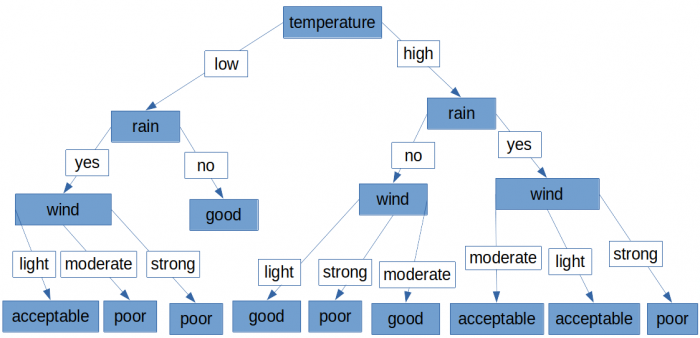 temperature
low
high
rain
rain
yes
no
no
yes
wind
good
wind
wind
light
moderate
strong
light
strong
moderate
moderate
light
strong
acceptable
poor
poor
good
poor
good
acceptable
acceptable
poor